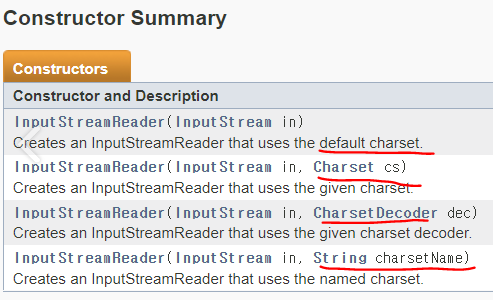 Constructor Summary
Constructors
Constructor and Description
InputStreamReader(InputStream in)
Creates an InputStreamReader that uses the default charset.
InputStreamReader(InputStream in, Charset cs)
Creates an InputStreamReader that uses the given charset.
InputStreamReader(InputStream in, CharsetDecoder dec)
Creates an InputStreamReader that uses the given charset decoder.
InputStreamReader(InputStream in, String charsetName)
Creates an InputStreamReader that uses the named charset.